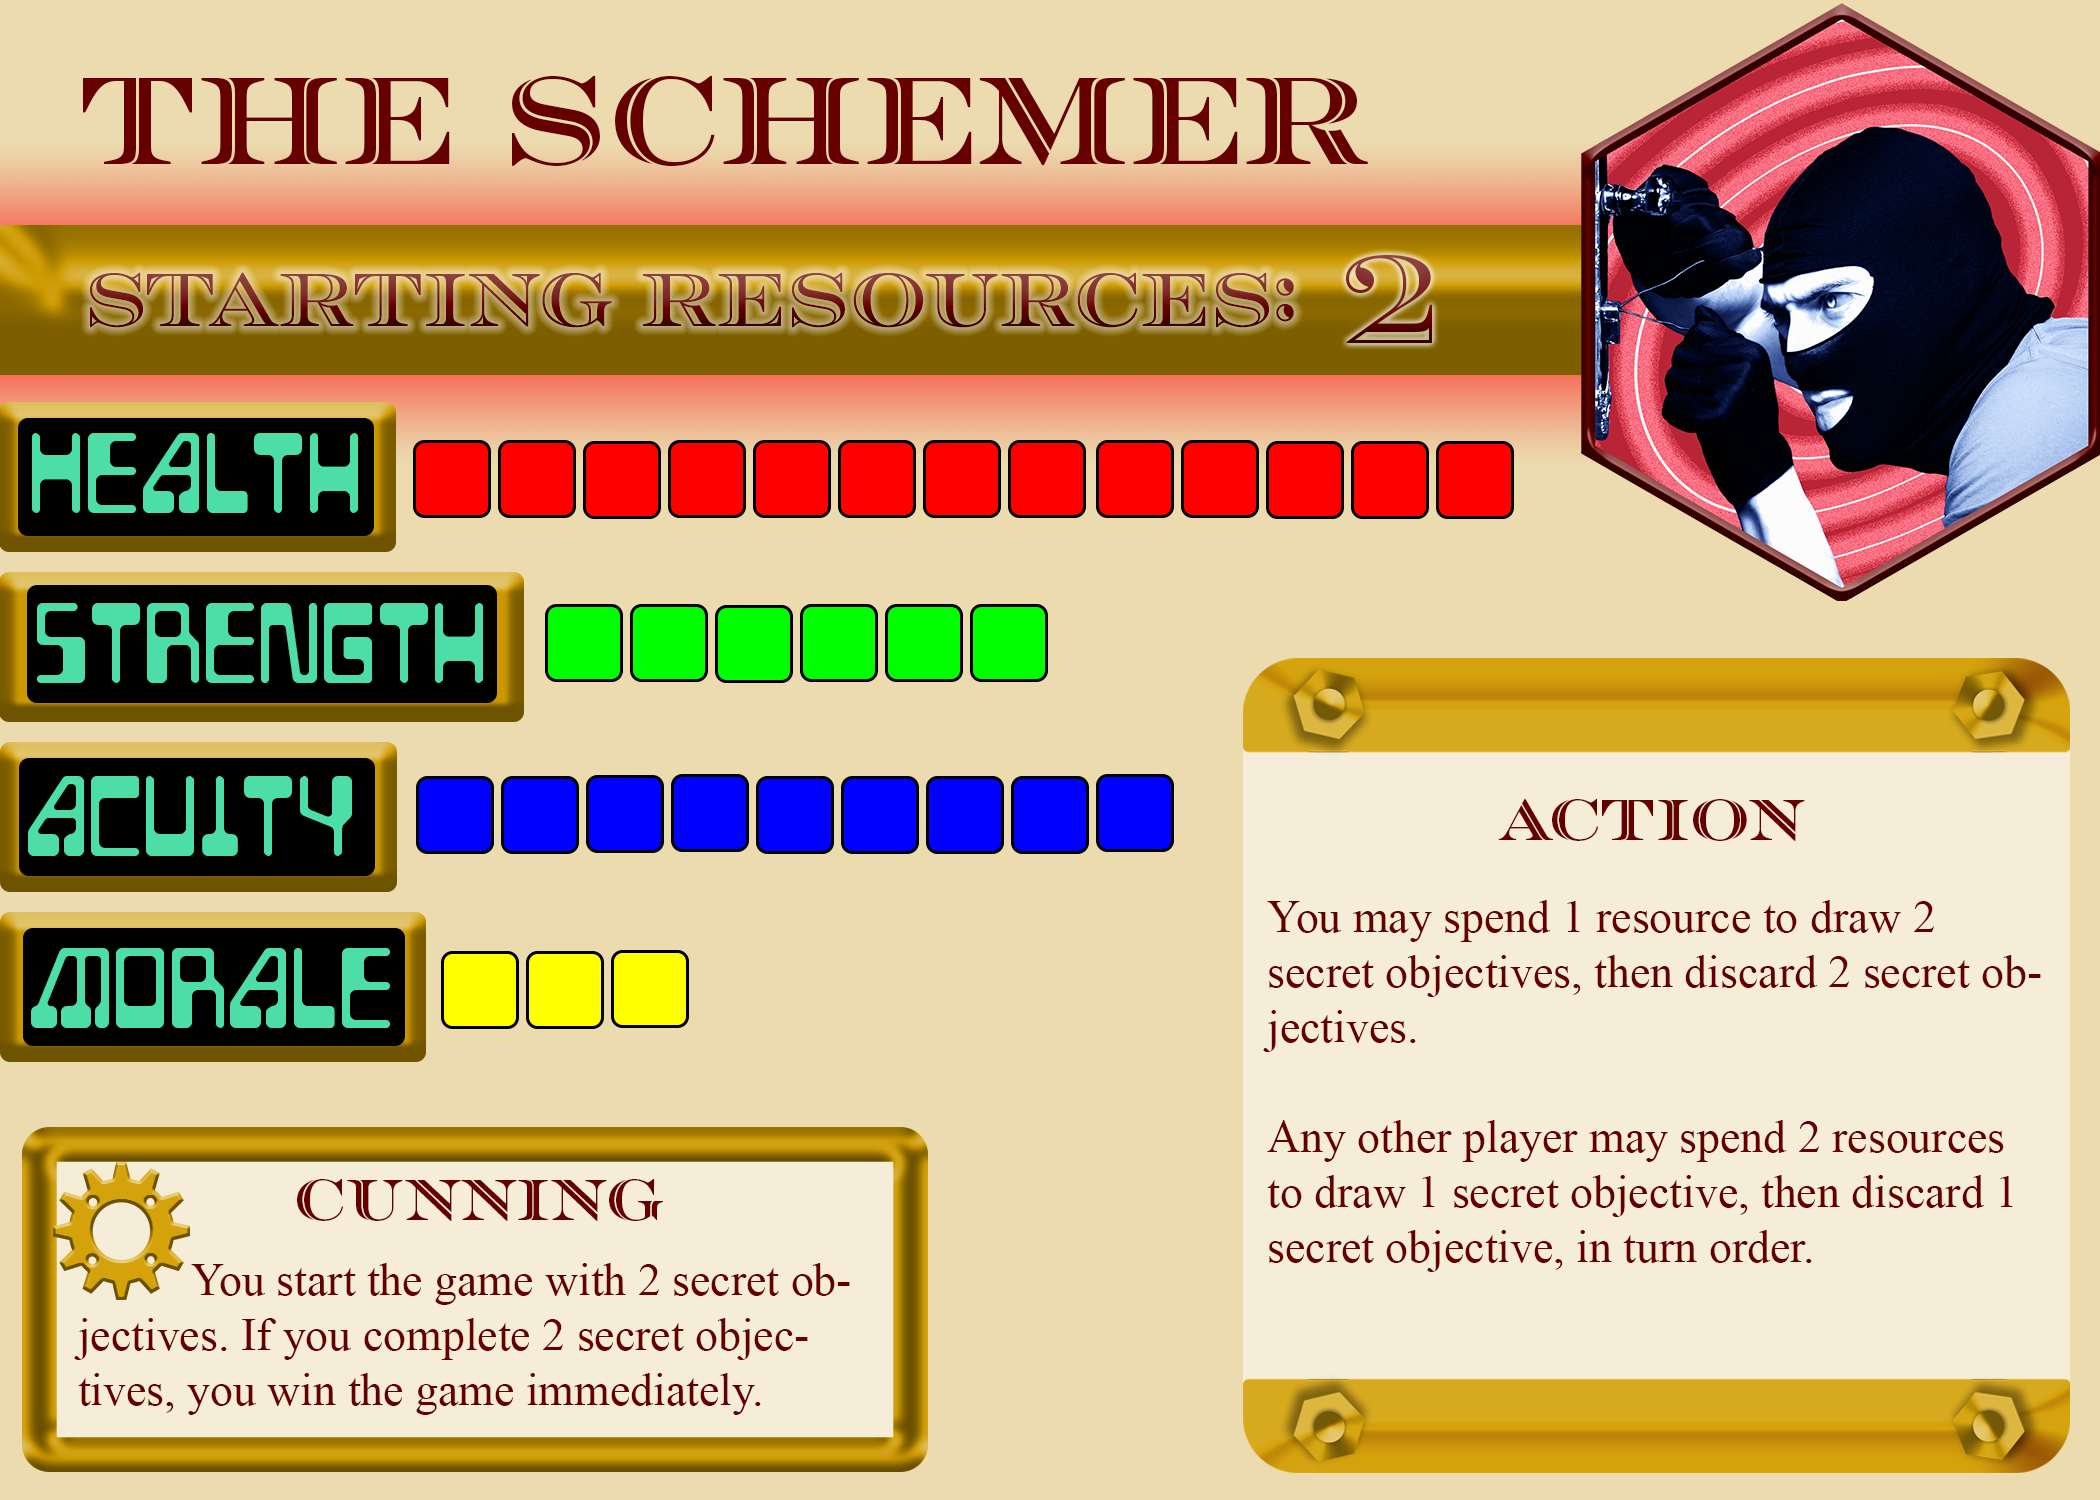 THE SCHEMER
STARTING RESOURCES: 2
HEALTH
STRENGTH
ACUITY
MORALE
CUNNING
You start the game with 2 secret ob-
jectives. If you complete 2 secret objec-
tives, you win the game immediately.
ACTION
You may spend 1 resource to draw 2
secret objectives, then discard 2 secret ob-
jectives.
Any other player may spend 2 resources
to draw 1 secret objective, then discard 1
secret objective, in turn order.